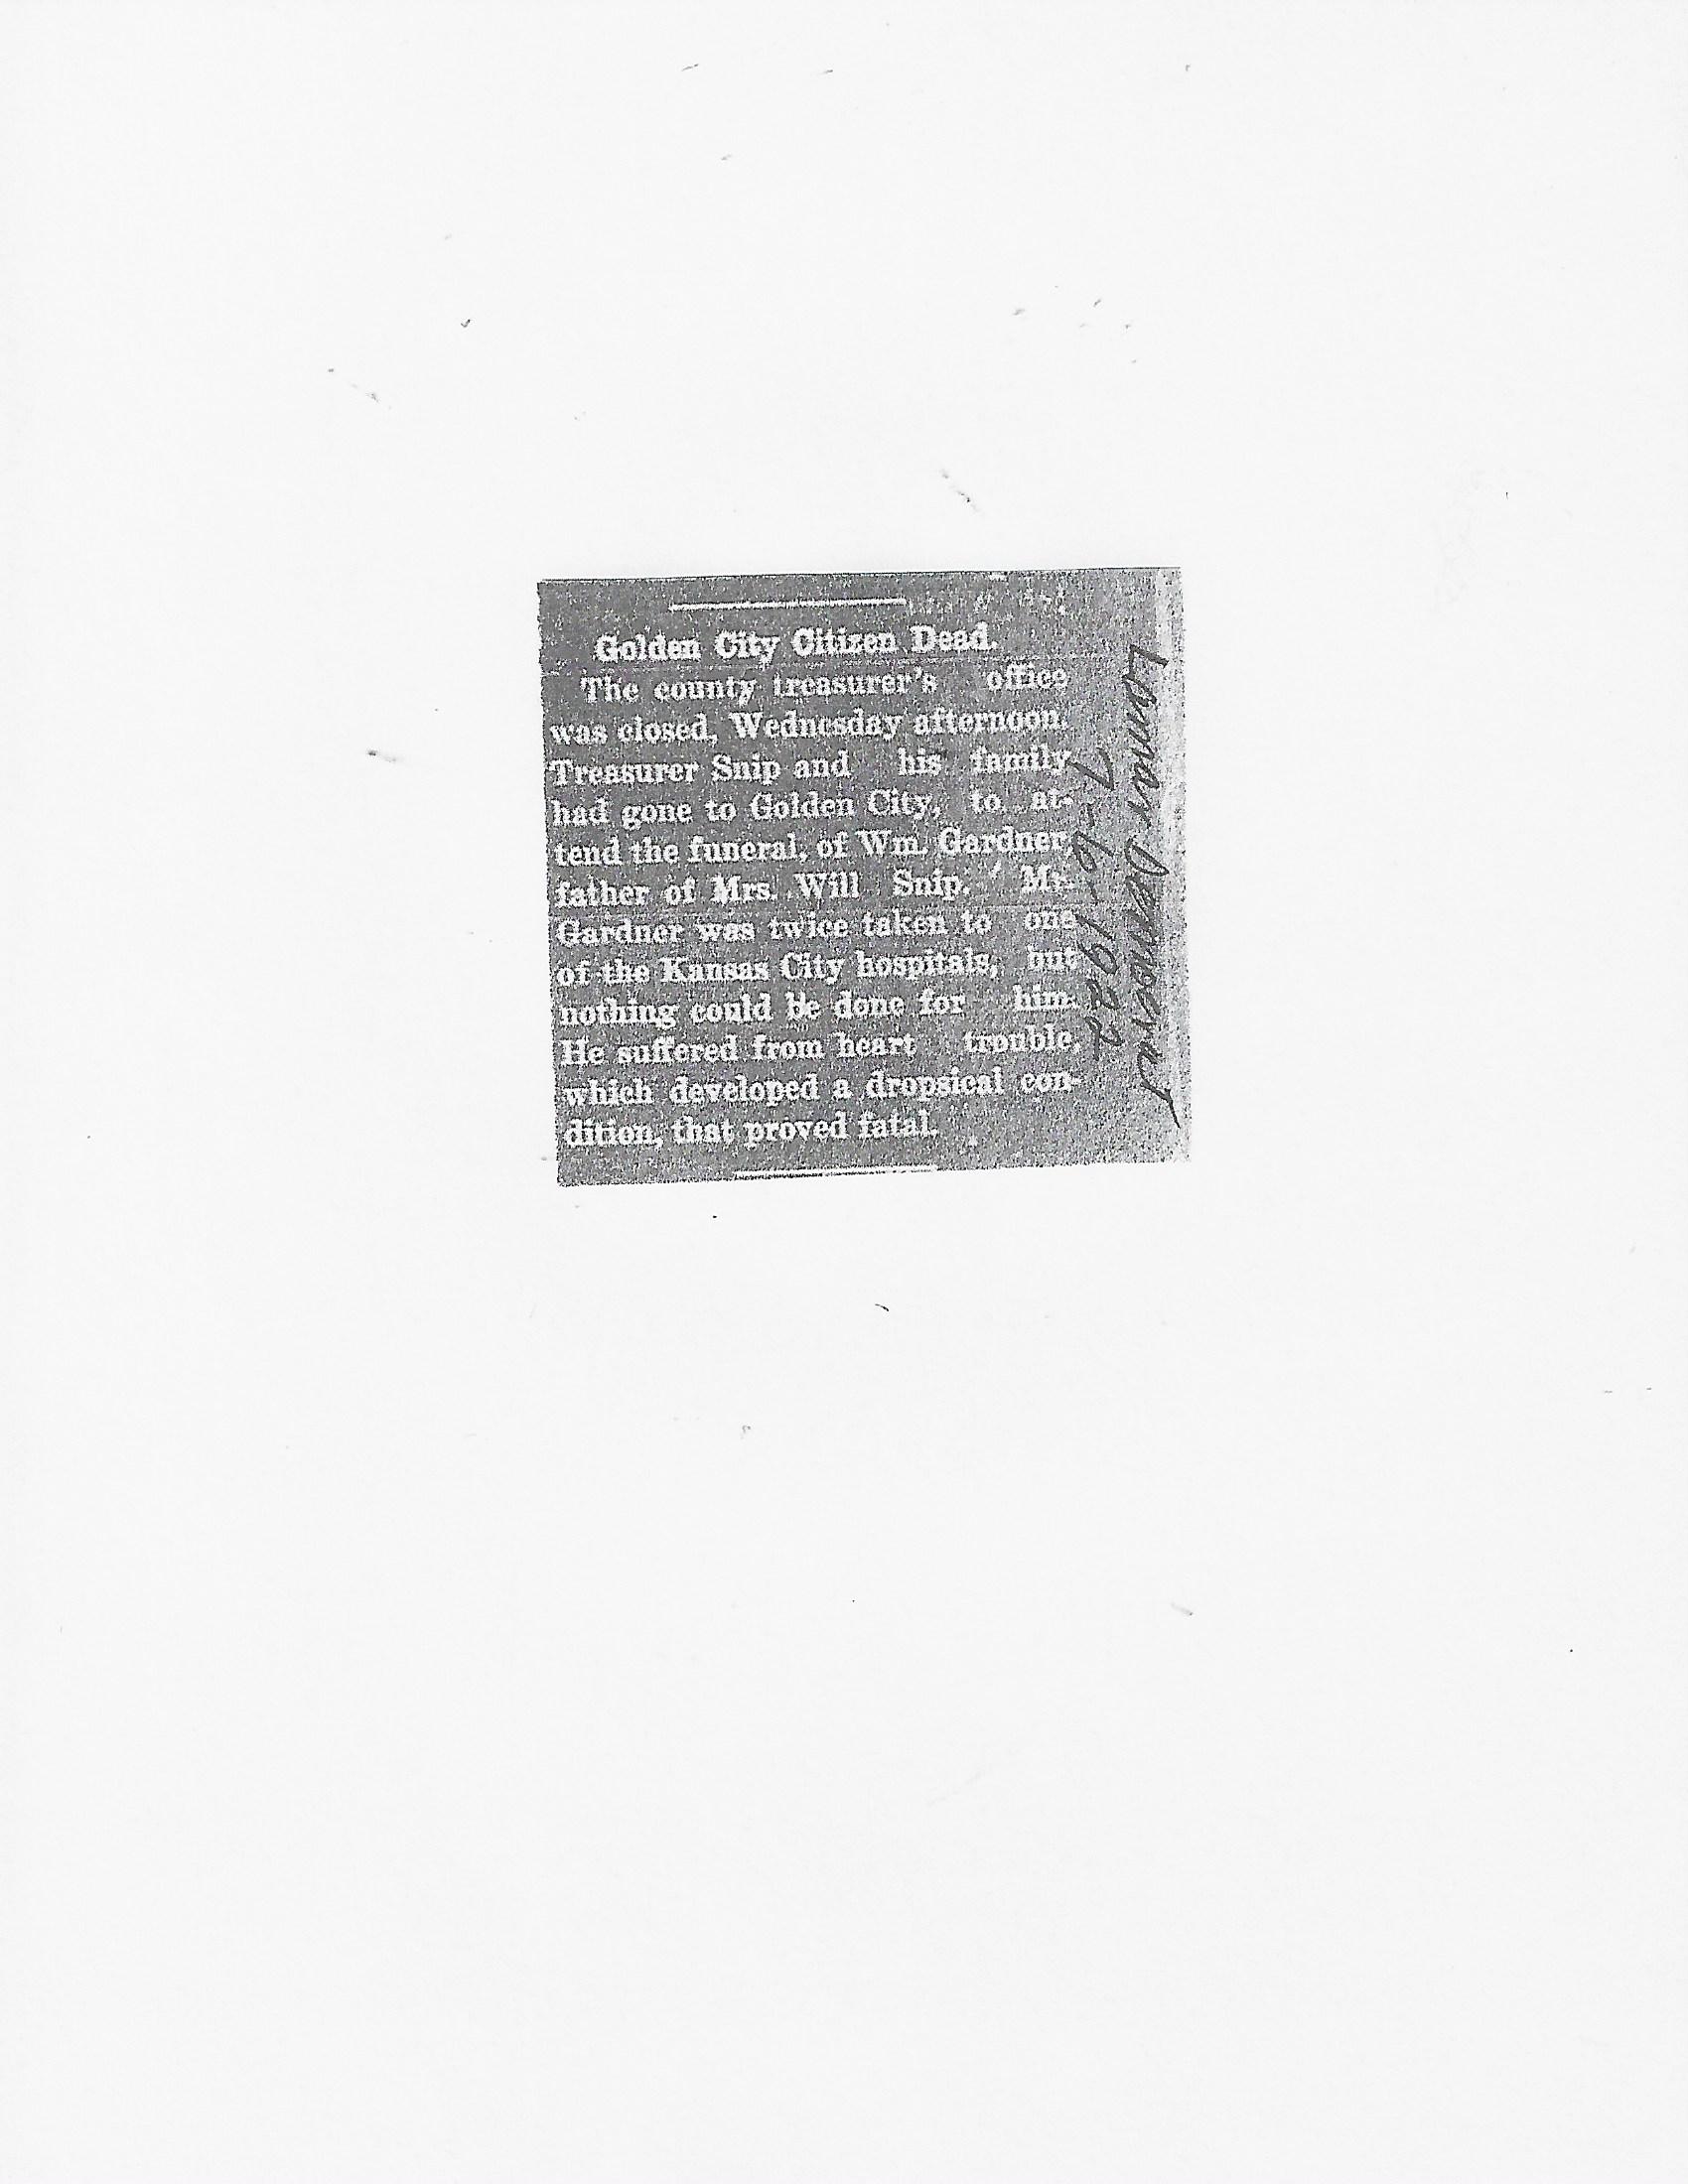 Golden City Citizen Dead.
The county treasurer's office
was closed, Wednesday afternoon.
Treasurer Snip and his family
had gone to Golden City, to at-
tend the funeral, of Wm. Gardner,
father of Mrs. Will Snip. Mr.
Gardner was twice taken to one
of the Kansas City hospitals, but
nothing could be done for him.
He suffered from heart trouble,
which developed a dropsical con-
dition, that proved fatal.
Lamar Democrat
7-6-1922